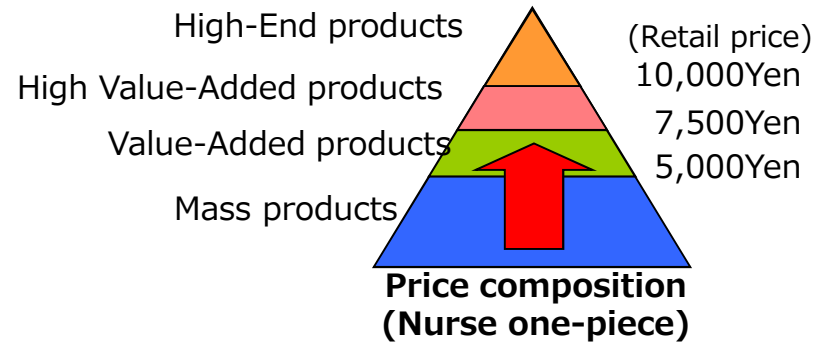 High-End products
(Retail price)
10,000Yen
High Value-Added products
7,500Yen
Value-Added products
5,000Yen
Mass products
Price composition
(Nurse one-piece)